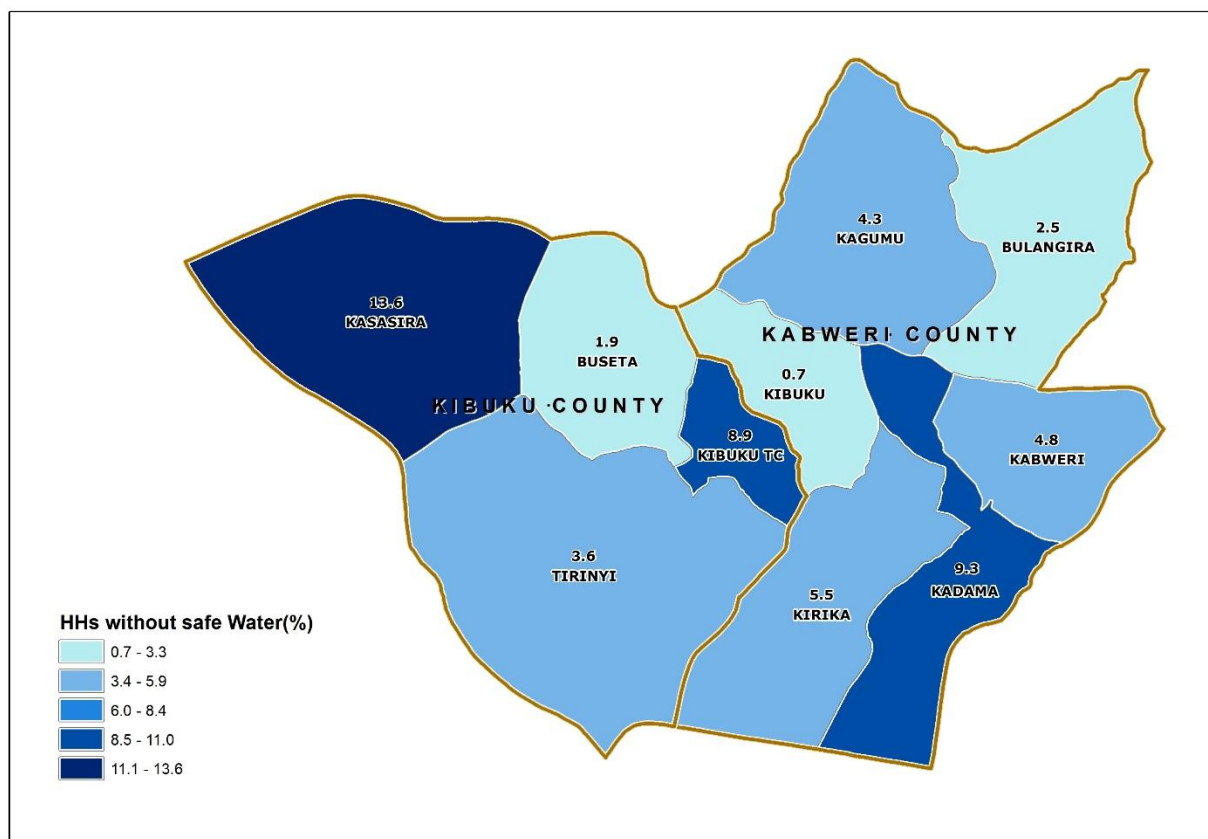 4.3
KAGUMU
2.5
BULANGIRA
13.6
KASASIRA
1.9
BUSETA
KABWERI COUNTY
0.7
KIBUKU
KIBUKU COUNTY
8.9
KIBUKU TC
4.8
KABWERI
3.6
TIRINYI
5.5
KIRIKA
9.3
KADAMA
HHs without safe Water(%)
0.7 - 3.3
3.4 - 5.9
6.0 - 8.4
8.5 - 11.0
11.1 - 13.6